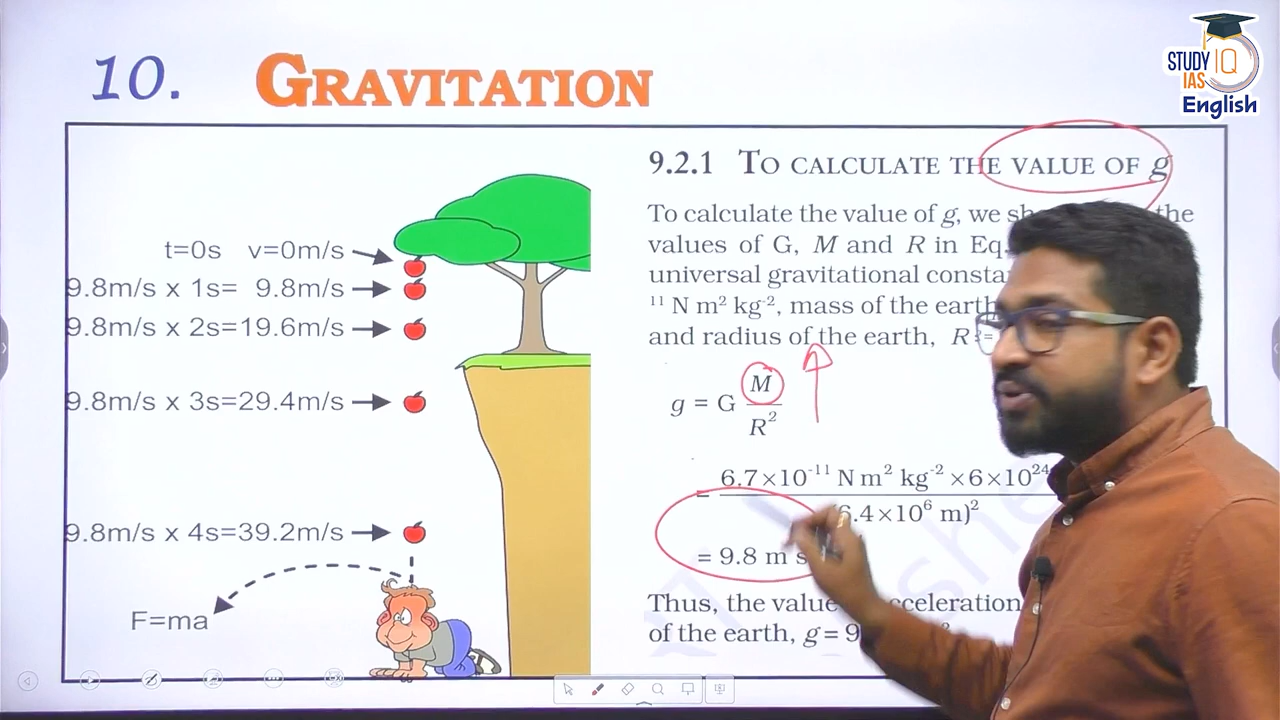 10. GRAVITATION
STUDY IQ
IAS
English
t=0s v=0m/s
9.8m/s x 1s= 9.8m/s
9.8m/s x 2s=19.6m/s
9.8m/s x 3s=29.4m/s
9.8m/s x 4s=39.2m/s
F=ma
9.2.1 TO CALCULATE THE VALUE OF g
To calculate the value of g, we the
values of G, M and R in Eq.
universal gravitational
¹¹ N m² kg⁻², mass of the earth
and radius of the earth, R
g = G M/R²
= 6.7×10⁻¹¹ N m² kg⁻² × 6×10²⁴
(6.4×10⁶ m)²
= 9.8 m s
Thus, the value acceleration
of the earth, g = 9